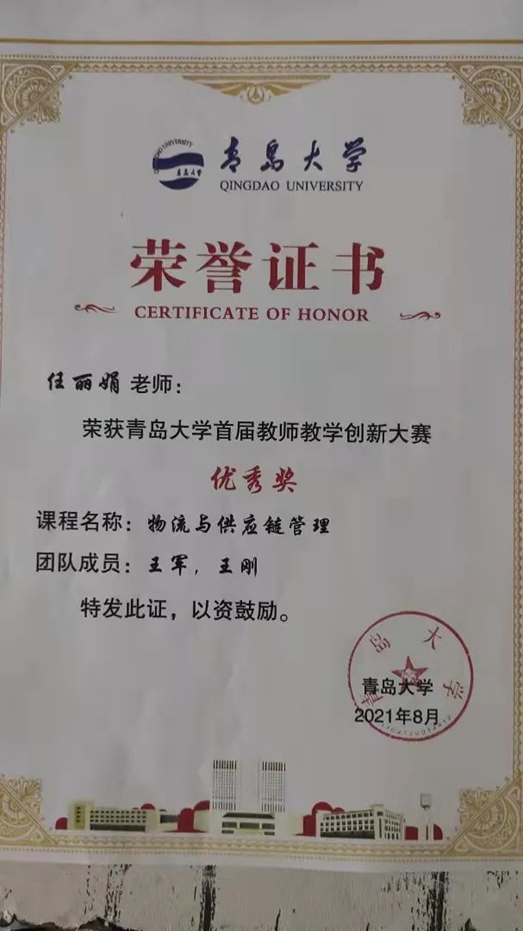 青岛大学
QINGDAO UNIVERSITY
荣誉证书
CERTIFICATE OF HONOR
任丽娟 老师：
荣获青岛大学首届教师教学创新大赛
优秀奖
课程名称：物流与供应链管理
团队成员：王军，王刚
特发此证，以资鼓励。
青岛大学
青岛大学
2021年8月